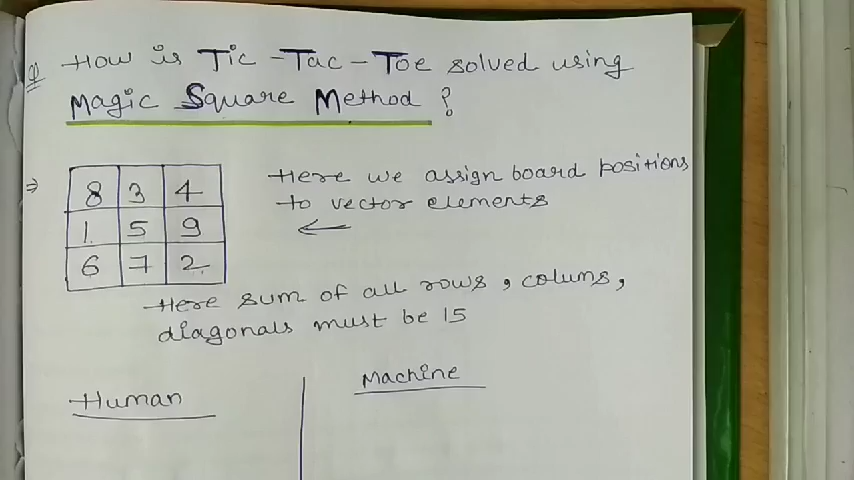 Q) How is Tic-Tac-Toe solved using
Magic Square Method?
⇒
8 3 4
1 5 9
6 7 2
Here we assign board positions
to vector elements
←
Here sum of all rows, colums,
diagonals must be 15
Human
Machine